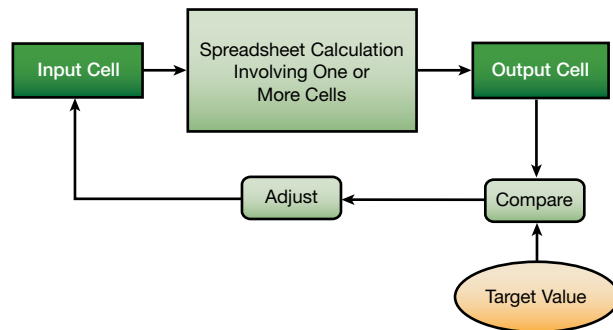 Input Cell
Spreadsheet Calculation
Involving One or
More Cells
Output Cell
Adjust
Compare
Target Value